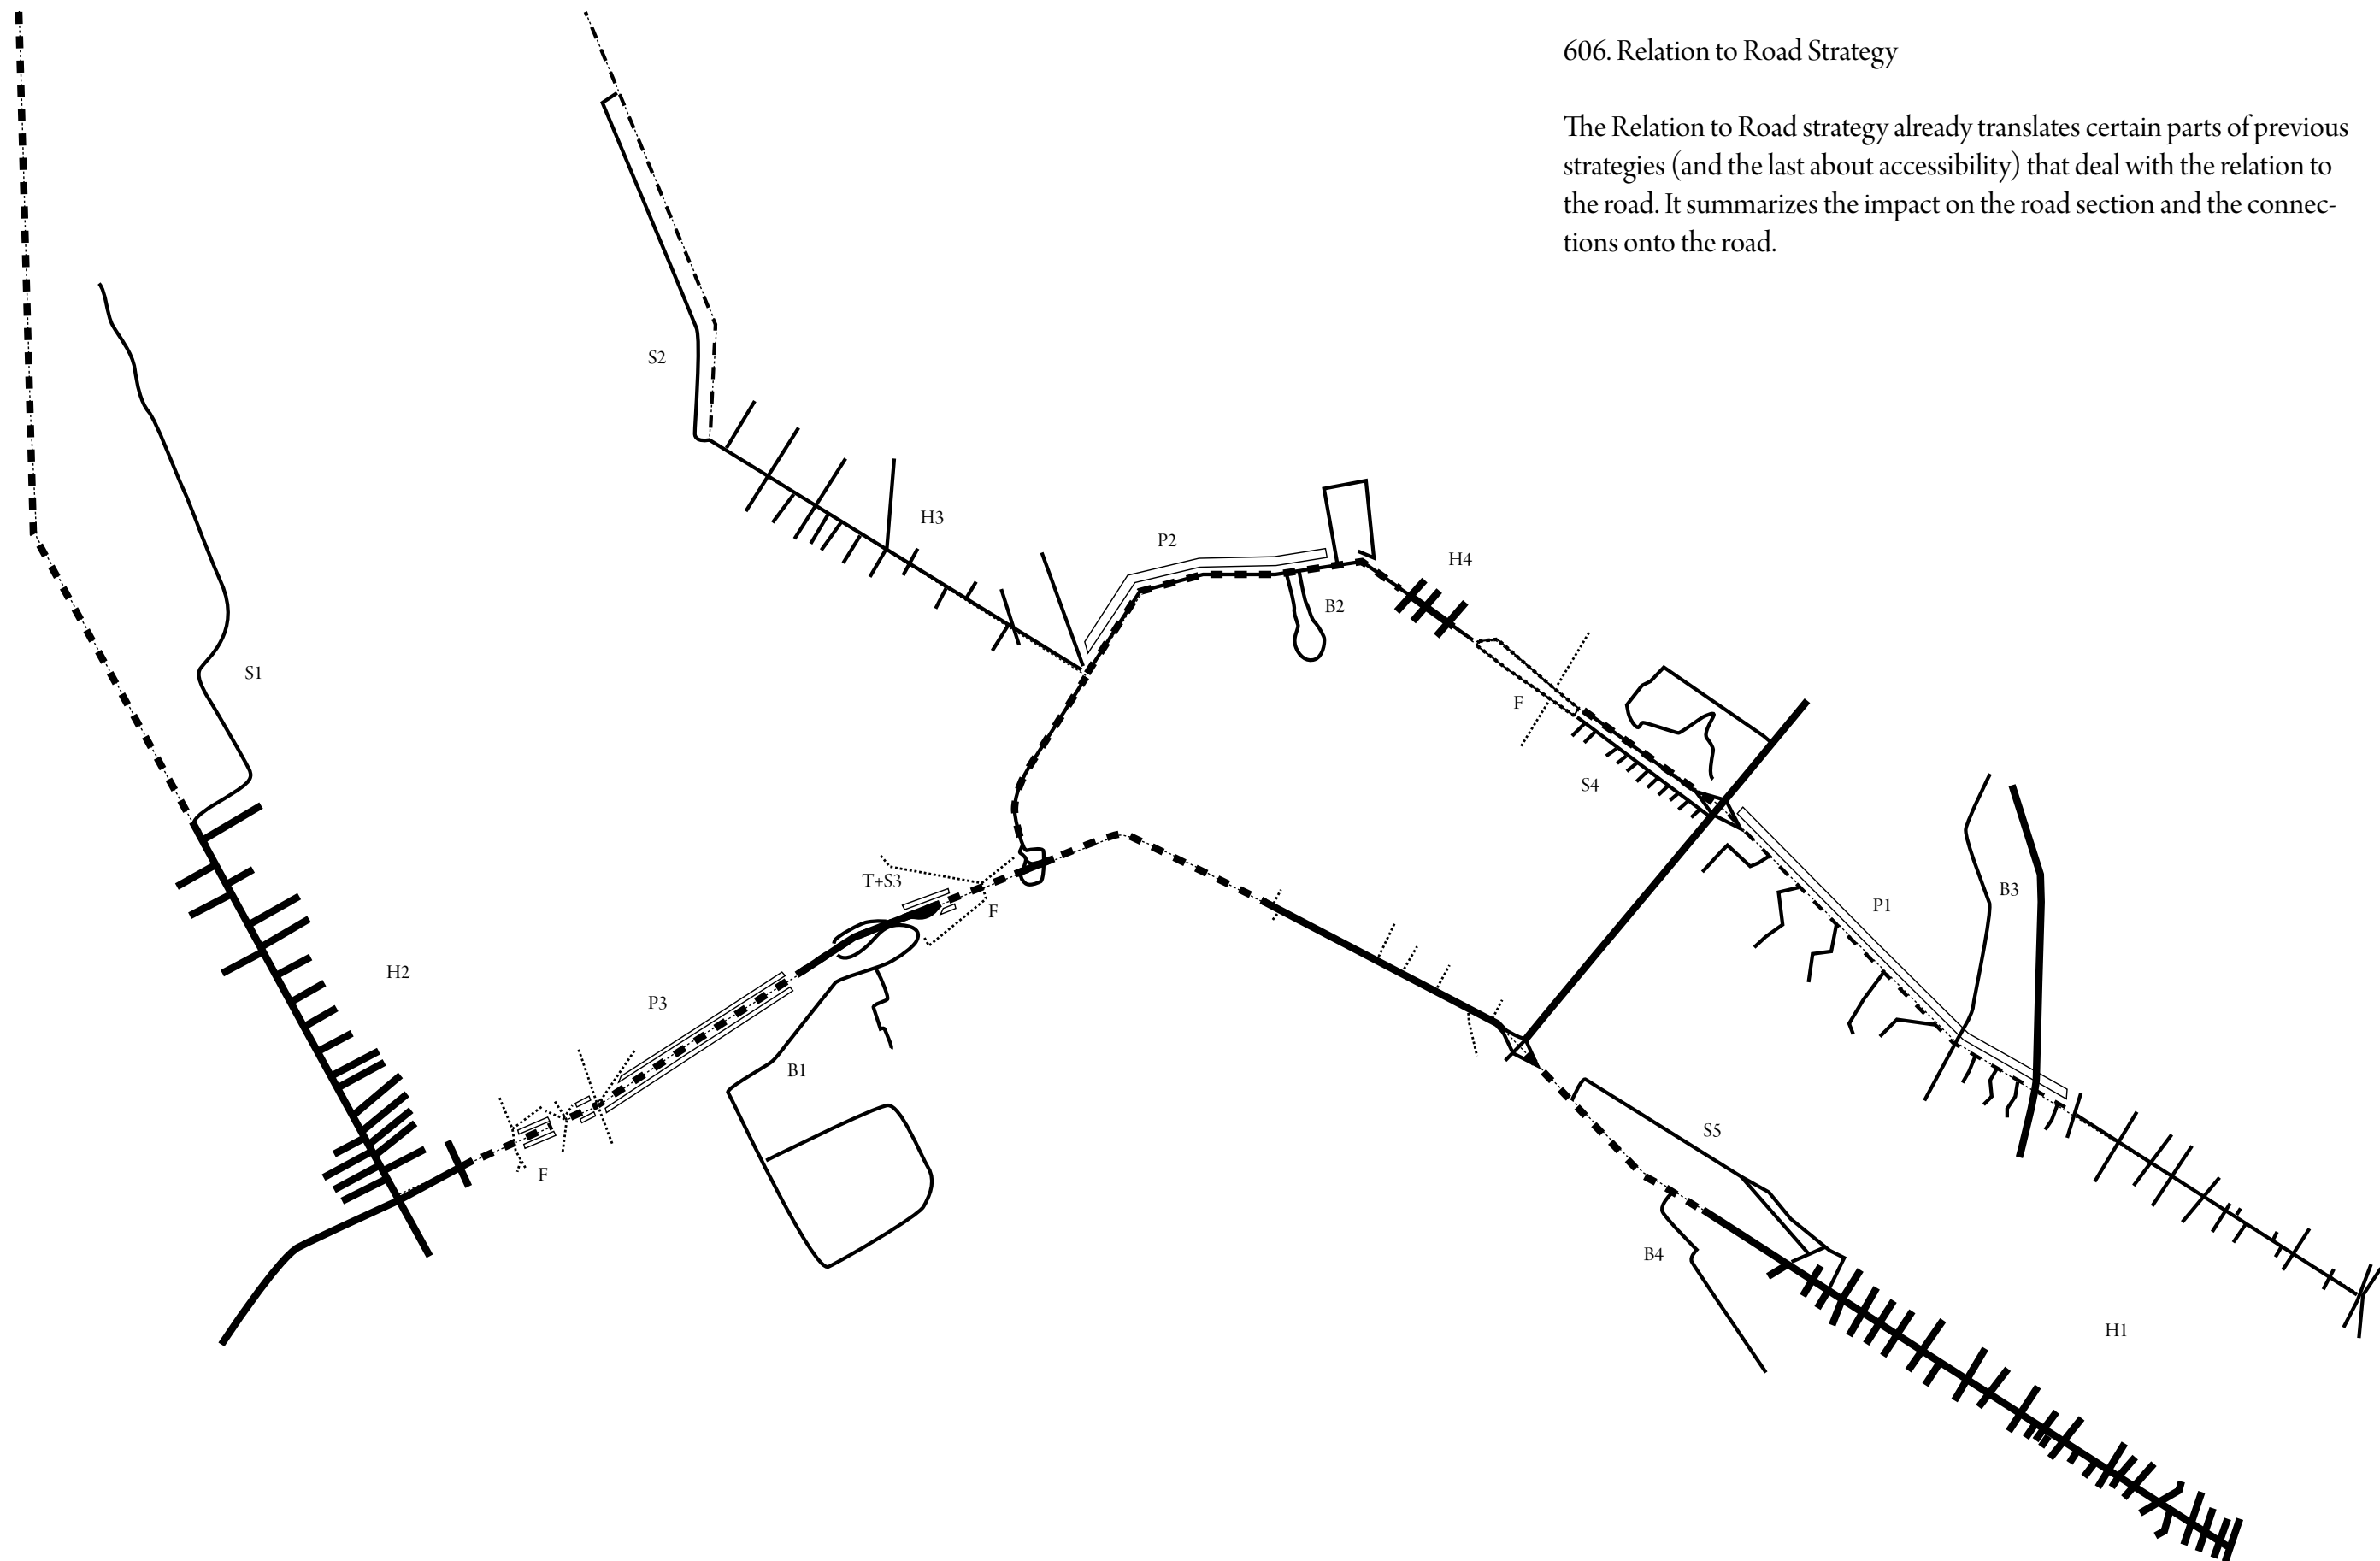 606. Relation to Road Strategy
The Relation to Road strategy already translates certain parts of previous
strategies (and the last about accessibility) that deal with the relation to
the road. It summarizes the impact on the road section and the connec-
tions onto the road.
S2
H3
P2
H4
B2
S1
F
S4
T+S3
F
P1
B3
H2
P3
B1
S5
F
B4
H1